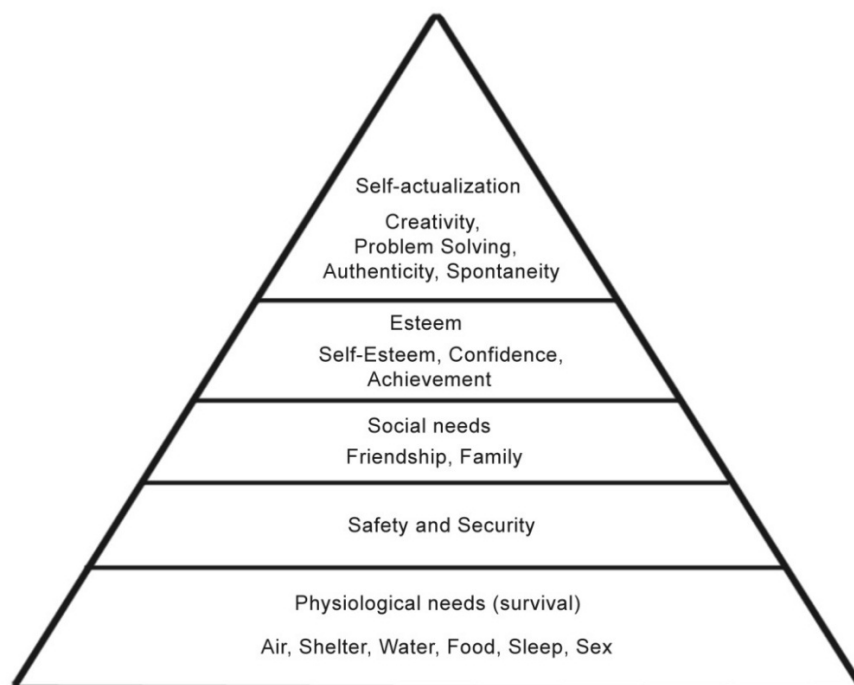 Self-actualization
Creativity,
Problem Solving,
Authenticity, Spontaneity
Esteem
Self-Esteem, Confidence,
Achievement
Social needs
Friendship, Family
Safety and Security
Physiological needs (survival)
Air, Shelter, Water, Food, Sleep, Sex